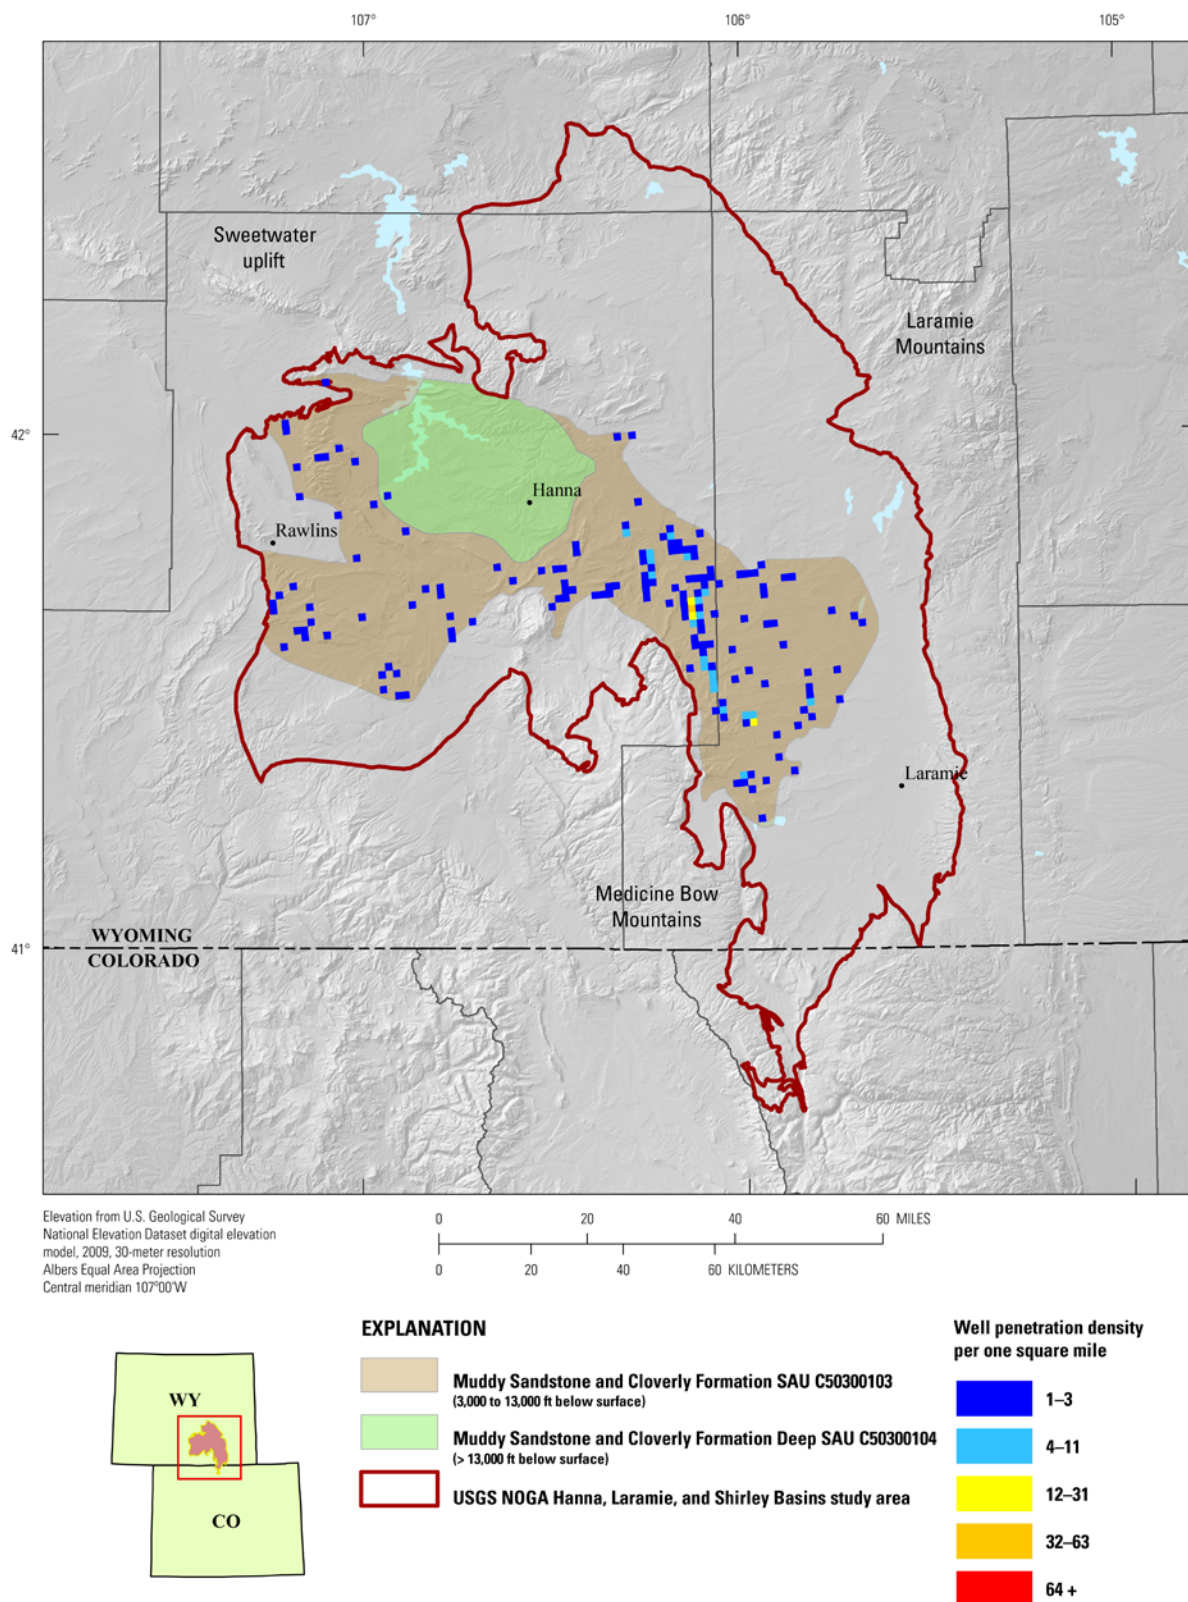 107°
106°
105°
Sweetwater
uplift
Laramie
Mountains
42°
Hanna
Rawlins
Laramie
Medicine Bow
Mountains
WYOMING
41°
COLORADO
Elevation from U.S. Geological Survey
National Elevation Dataset digital elevation
model, 2009, 30-meter resolution
Albers Equal Area Projection
Central meridian 107°00'W
0 20 40 60 MILES
0 20 40 60 KILOMETERS
EXPLANATION
Muddy Sandstone and Cloverly Formation SAU C50300103
(3,000 to 13,000 ft below surface)
Muddy Sandstone and Cloverly Formation Deep SAU C50300104
(> 13,000 ft below surface)
USGS NOGA Hanna, Laramie, and Shirley Basins study area
Well penetration density
per one square mile
1–3
4–11
12–31
32–63
64 +
WY
CO